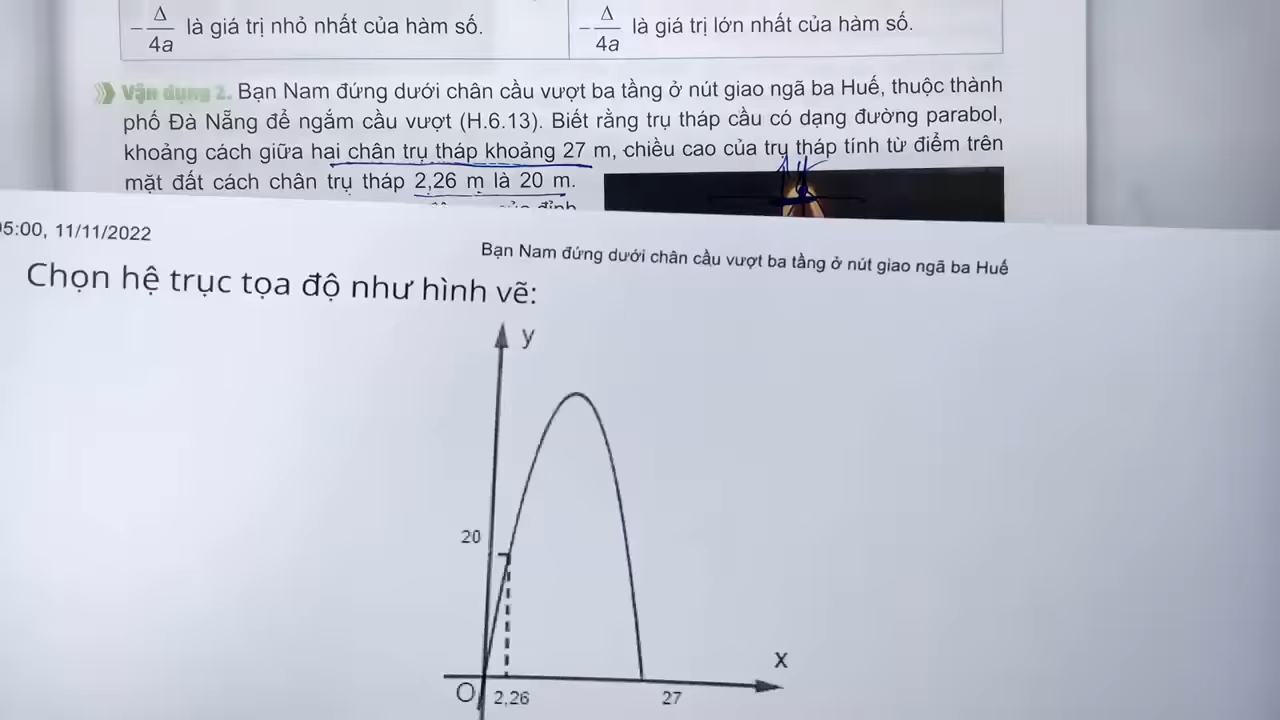 -Δ/4a là giá trị nhỏ nhất của hàm số.
-Δ/4a là giá trị lớn nhất của hàm số.
Vận dụng 2. Bạn Nam đứng dưới chân cầu vượt ba tầng ở nút giao ngã ba Huế, thuộc thành
phố Đà Nẵng để ngắm cầu vượt (H.6.13). Biết rằng trụ tháp cầu có dạng đường parabol,
khoảng cách giữa hai chân trụ tháp khoảng 27 m, chiều cao của trụ tháp tính từ điểm trên
mặt đất cách chân trụ tháp 2,26 m là 20 m.
của đỉnh
05:00, 11/11/2022
Bạn Nam đứng dưới chân cầu vượt ba tầng ở nút giao ngã ba Huế
Chọn hệ trục tọa độ như hình vẽ:
y
20
x
O
2,26
27